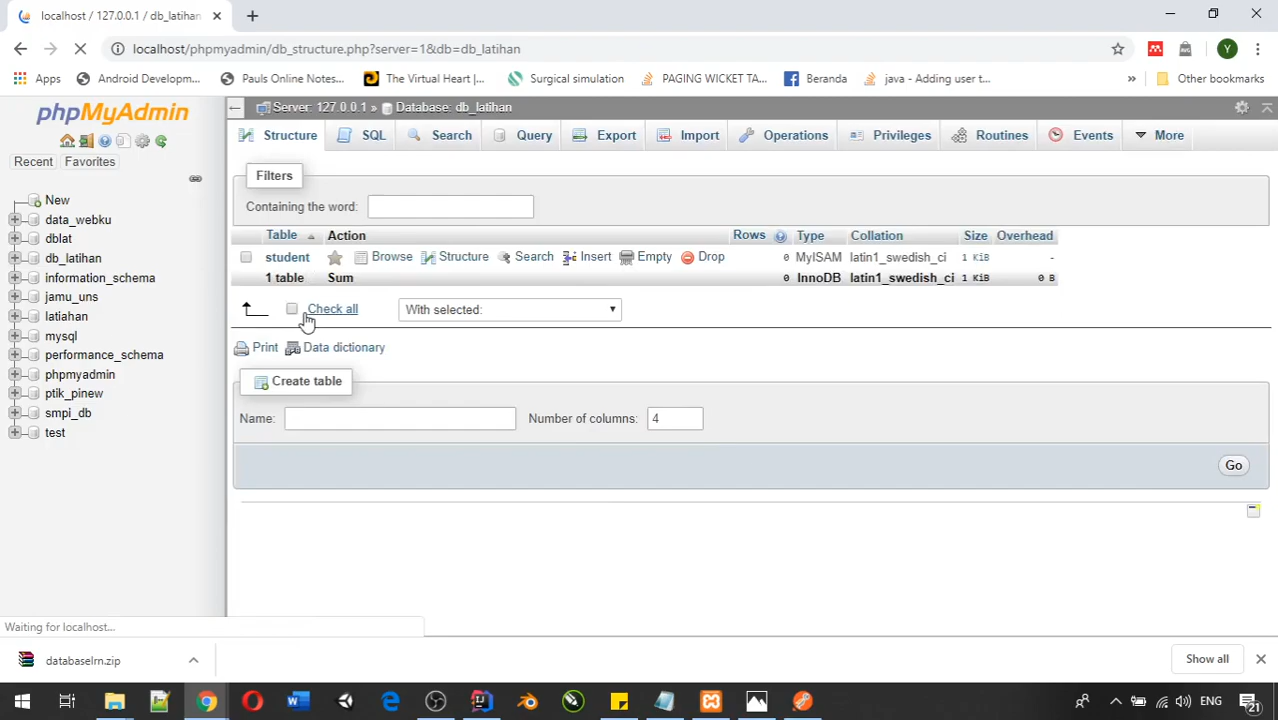 localhost / 127.0.0.1 / db_latihan
localhost/phpmyadmin/db_structure.php?server=1&db=db_latihan
Y
Apps
Android Developm...
Pauls Online Notes...
The Virtual Heart |...
Surgical simulation
PAGING WICKET TA...
Beranda
java - Adding user t...
»
Other bookmarks
phpMyAdmin
Recent
Favorites
New
data_webku
dblat
db_latihan
information_schema
jamu_uns
latiahan
mysql
performance_schema
phpmyadmin
ptik_pinew
smpi_db
test
Server: 127.0.0.1 » Database: db_latihan
Structure
SQL
Search
Query
Export
Import
Operations
Privileges
Routines
Events
More
Filters
Containing the word:
Table Action Rows Type Collation Size Overhead
student Browse Structure Search Insert Empty Drop 0 MyISAM latin1_swedish_ci 1 KiB -
1 table Sum 0 InnoDB latin1_swedish_ci 1 KiB 0 B
Check all
With selected:
Print
Data dictionary
Create table
Name:
Number of columns: 4
Go
Waiting for localhost...
databaselrn.zip
Show all
ENG
21